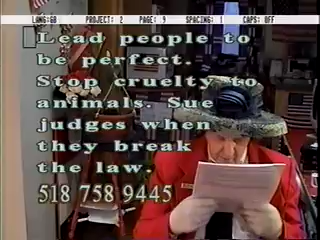 LANG:GB PROJECT: 2 PAGE: 9 SPACING: 1 CAPS: OFF
Lead people to
be perfect.
Stop cruelty to
animals. Sue
judges when
they break
the law.
518 758 9445